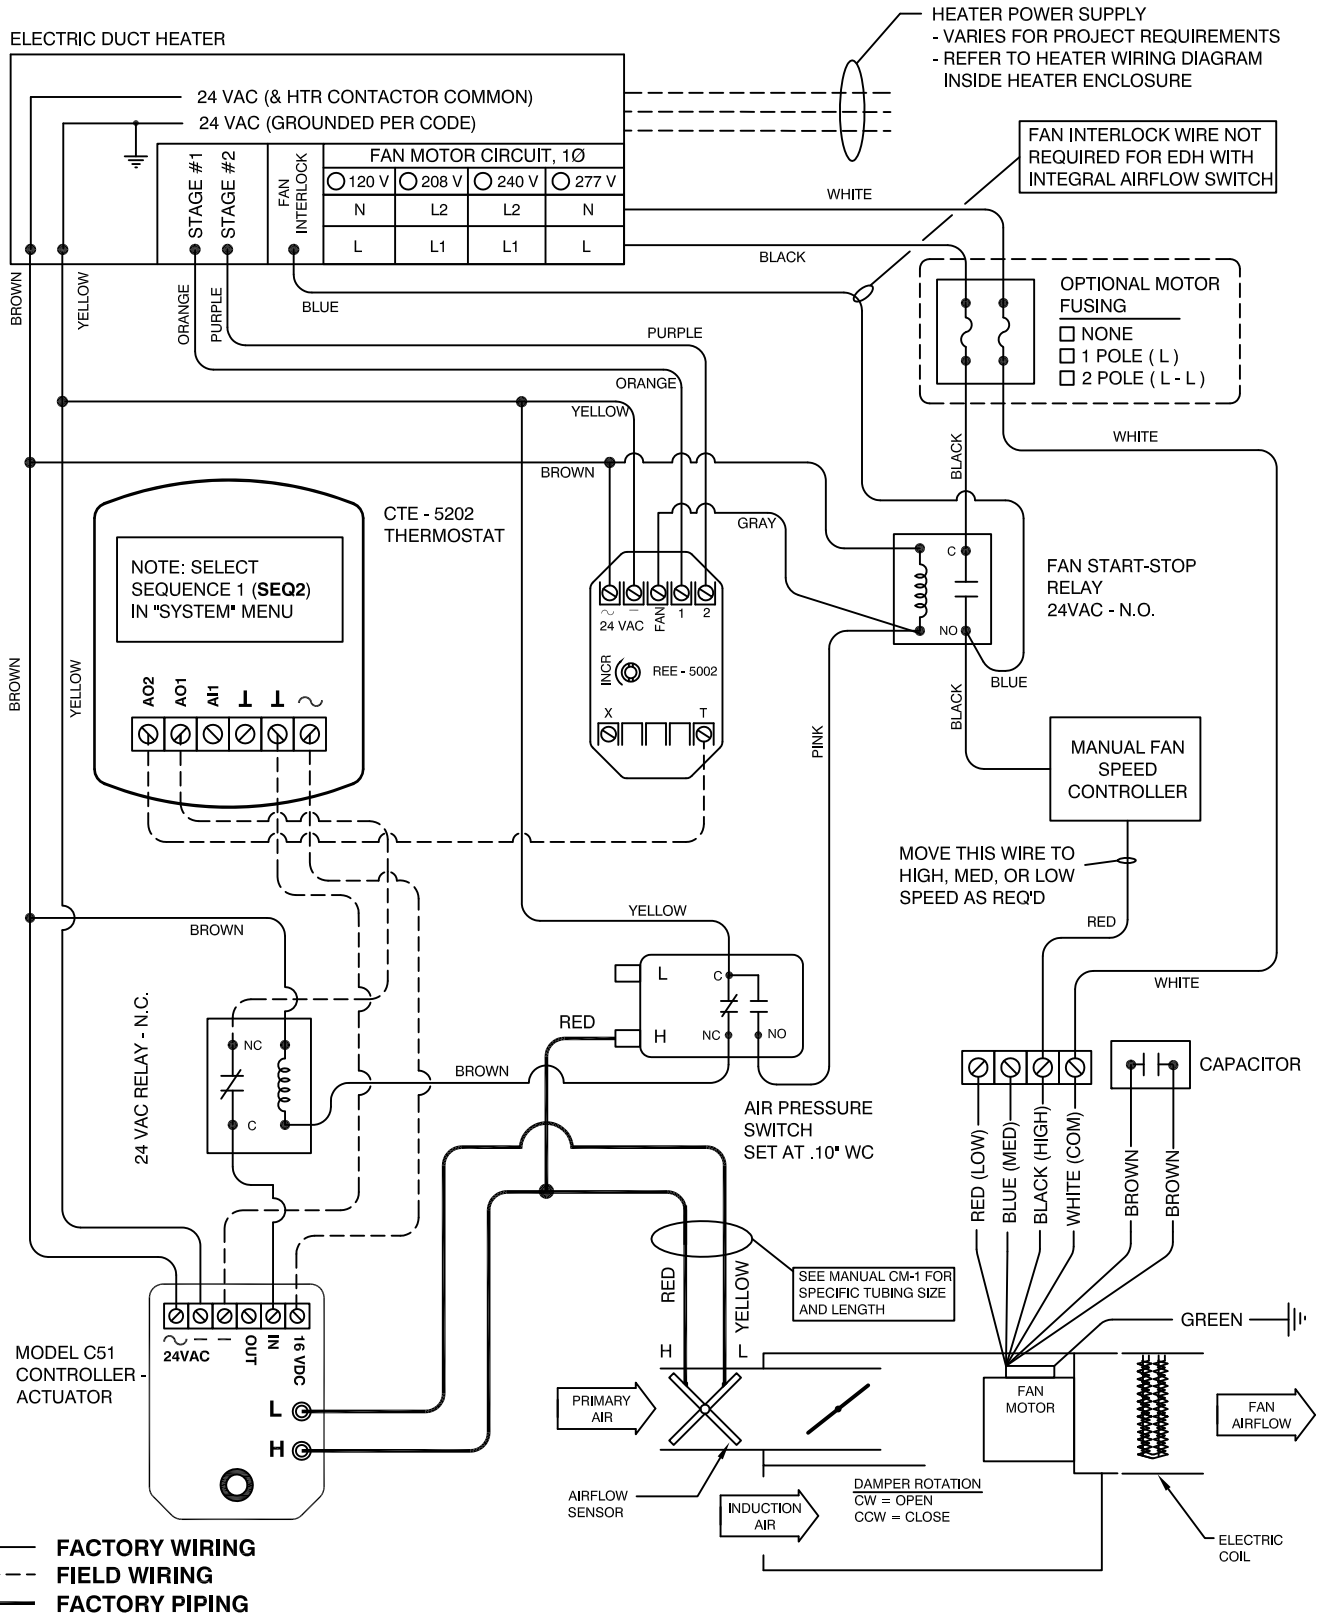 HEATER POWER SUPPLY
- VARIES FOR PROJECT REQUIREMENTS
- REFER TO HEATER WIRING DIAGRAM
INSIDE HEATER ENCLOSURE
ELECTRIC DUCT HEATER
24 VAC (& HTR CONTACTOR COMMON)
24 VAC (GROUNDED PER CODE)
STAGE #1
STAGE #2
FAN
INTERLOCK
FAN MOTOR CIRCUIT, 1Ø
120 V
208 V
240 V
277 V
N
L2
L2
N
L
L1
L1
L
FAN INTERLOCK WIRE NOT
REQUIRED FOR EDH WITH
INTEGRAL AIRFLOW SWITCH
WHITE
BLACK
BROWN
YELLOW
ORANGE
PURPLE
BLUE
OPTIONAL MOTOR
FUSING
NONE
1 POLE ( L )
2 POLE ( L - L )
PURPLE
ORANGE
YELLOW
BROWN
GRAY
BLACK
WHITE
CTE - 5202
THERMOSTAT
NOTE: SELECT
SEQUENCE 1 (SEQ2)
IN "SYSTEM" MENU
AO2
AO1
AI1
24 VAC
FAN
1
2
INCR
REE - 5002
X
T
C
NO
FAN START-STOP
RELAY
24VAC - N.O.
BLUE
BROWN
YELLOW
BLACK
PINK
MANUAL FAN
SPEED
CONTROLLER
MOVE THIS WIRE TO
HIGH, MED, OR LOW
SPEED AS REQ'D
RED
WHITE
YELLOW
BROWN
24 VAC RELAY - N.C.
NC
C
L
H
C
NC
NO
RED
BROWN
AIR PRESSURE
SWITCH
SET AT .10" WC
CAPACITOR
RED (LOW)
BLUE (MED)
BLACK (HIGH)
WHITE (COM)
BROWN
BROWN
RED
YELLOW
SEE MANUAL CM-1 FOR
SPECIFIC TUBING SIZE
AND LENGTH
GREEN
MODEL C51
CONTROLLER -
ACTUATOR
24VAC
OUT
IN
16 VDC
L
H
H
L
PRIMARY
AIR
FAN
MOTOR
FAN
AIRFLOW
AIRFLOW
SENSOR
INDUCTION
AIR
DAMPER ROTATION
CW = OPEN
CCW = CLOSE
ELECTRIC
COIL
FACTORY WIRING
FIELD WIRING
FACTORY PIPING